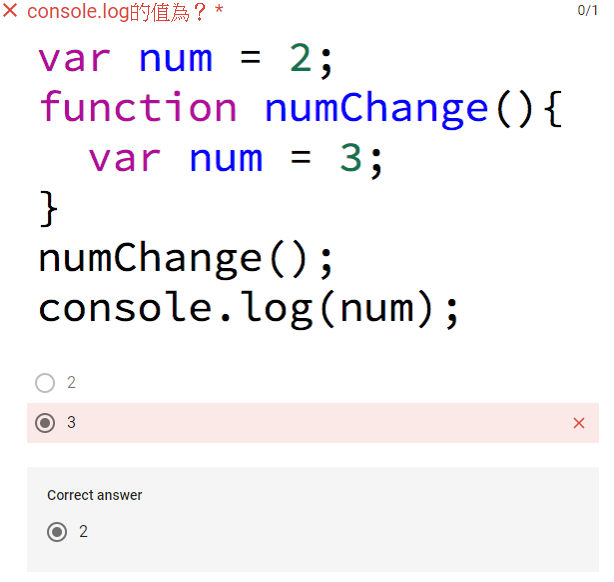 console.log的值為？ *
0/1
var num = 2;
function numChange(){
  var num = 3;
}
numChange();
console.log(num);
2
3
Correct answer
2